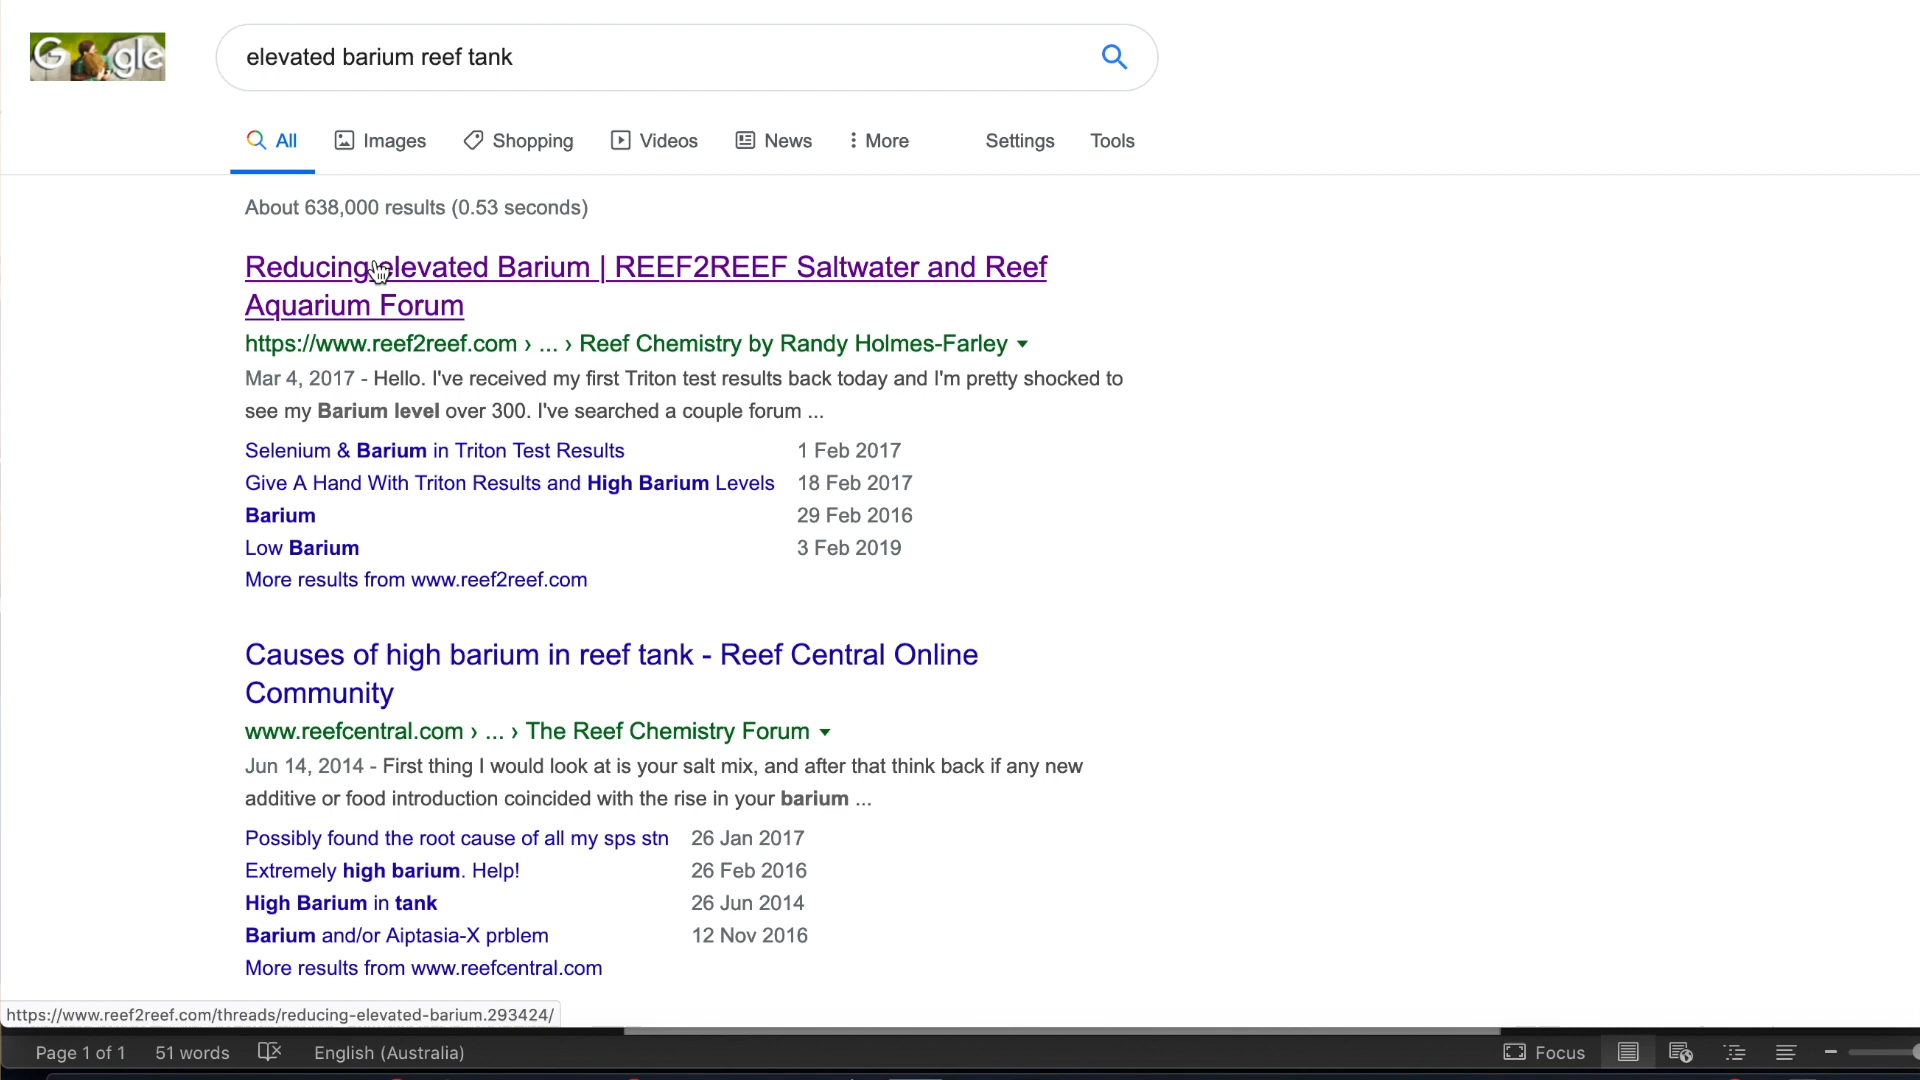 Google
elevated barium reef tank
All Images Shopping Videos News More Settings Tools
About 638,000 results (0.53 seconds)
Reducing elevated Barium | REEF2REEF Saltwater and Reef
Aquarium Forum
https://www.reef2reef.com › ... › Reef Chemistry by Randy Holmes-Farley
Mar 4, 2017 - Hello. I've received my first Triton test results back today and I'm pretty shocked to
see my Barium level over 300. I've searched a couple forum ...
Selenium & Barium in Triton Test Results 1 Feb 2017
Give A Hand With Triton Results and High Barium Levels 18 Feb 2017
Barium 29 Feb 2016
Low Barium 3 Feb 2019
More results from www.reef2reef.com
Causes of high barium in reef tank - Reef Central Online
Community
www.reefcentral.com › ... › The Reef Chemistry Forum
Jun 14, 2014 - First thing I would look at is your salt mix, and after that think back if any new
additive or food introduction coincided with the rise in your barium ...
Possibly found the root cause of all my sps stn 26 Jan 2017
Extremely high barium. Help! 26 Feb 2016
High Barium in tank 26 Jun 2014
Barium and/or Aiptasia-X prblem 12 Nov 2016
More results from www.reefcentral.com
https://www.reef2reef.com/threads/reducing-elevated-barium.293424/
Page 1 of 1 51 words English (Australia) Focus